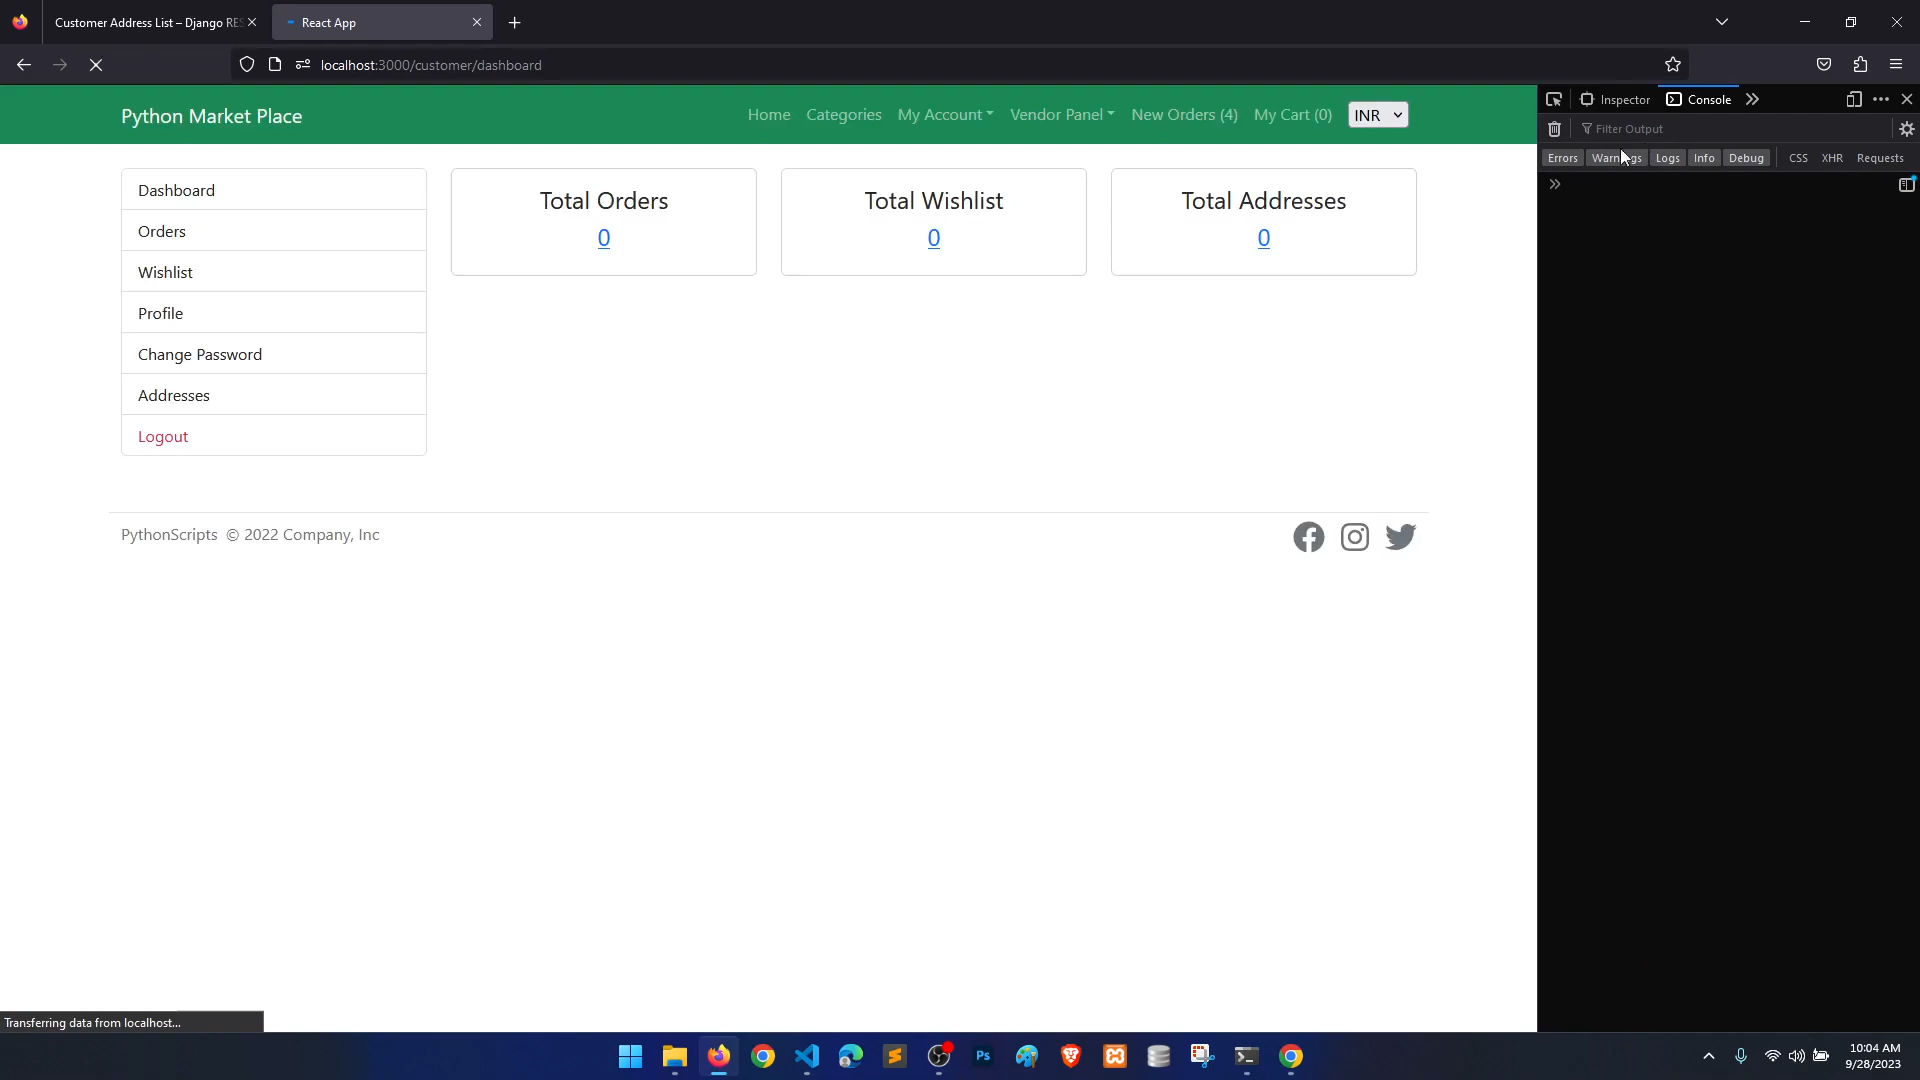 Customer Address List – Django RES
React App
localhost:3000/customer/dashboard
Python Market Place
Home
Categories
My Account
Vendor Panel
New Orders (4)
My Cart (0)
INR
Inspector
Console
Filter Output
Errors
Warnings
Logs
Info
Debug
CSS
XHR
Requests
Dashboard
Orders
Wishlist
Profile
Change Password
Addresses
Logout
Total Orders
0
Total Wishlist
0
Total Addresses
0
PythonScripts © 2022 Company, Inc
Transferring data from localhost...
Ps
10:04 AM
9/28/2023